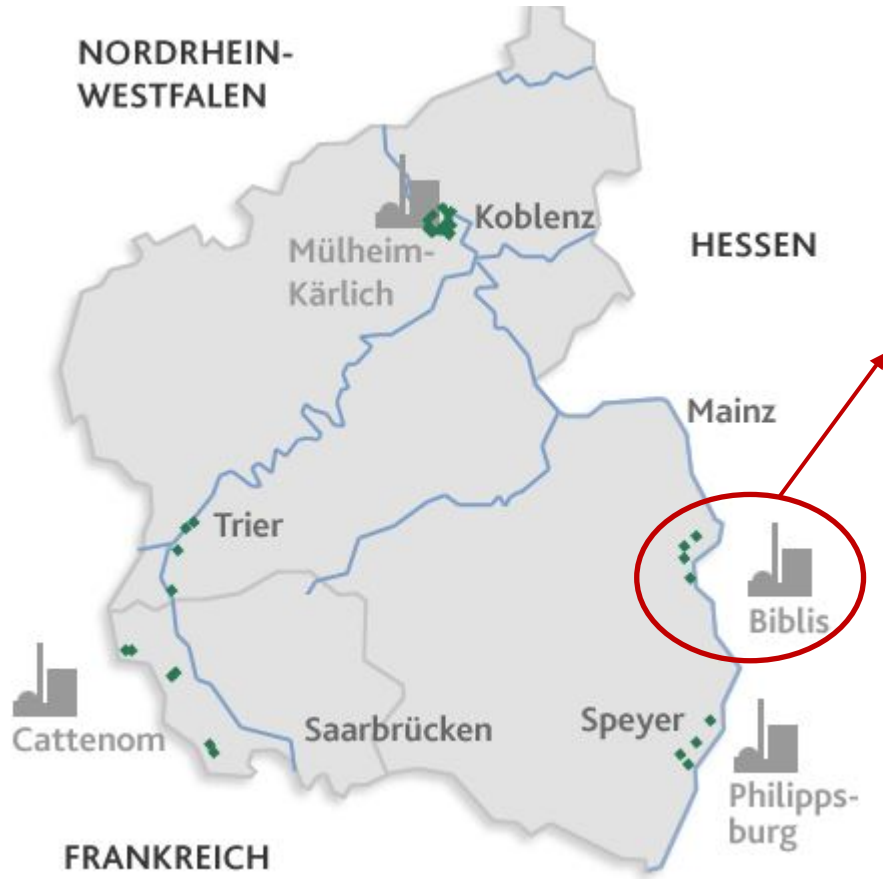 NORDRHEIN-
WESTFALEN
Koblenz
Mülheim-
Kärlich
HESSEN
Mainz
Trier
Biblis
Cattenom
Saarbrücken
Speyer
Philipps-
burg
FRANKREICH